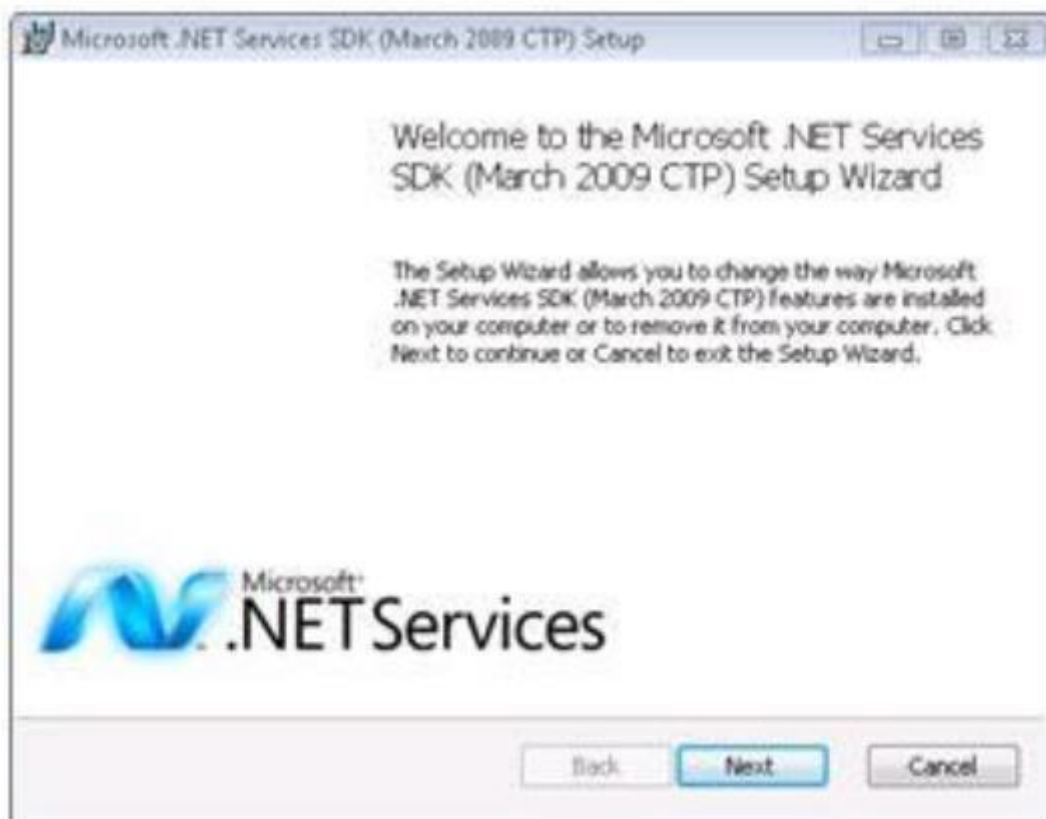 Microsoft .NET Services SDK (March 2009 CTP) Setup
Welcome to the Microsoft .NET Services
SDK (March 2009 CTP) Setup Wizard
The Setup Wizard allows you to change the way Microsoft
.NET Services SDK (March 2009 CTP) features are installed
on your computer or to remove it from your computer. Click
Next to continue or Cancel to exit the Setup Wizard.
Microsoft
.NET Services
Back
Next
Cancel